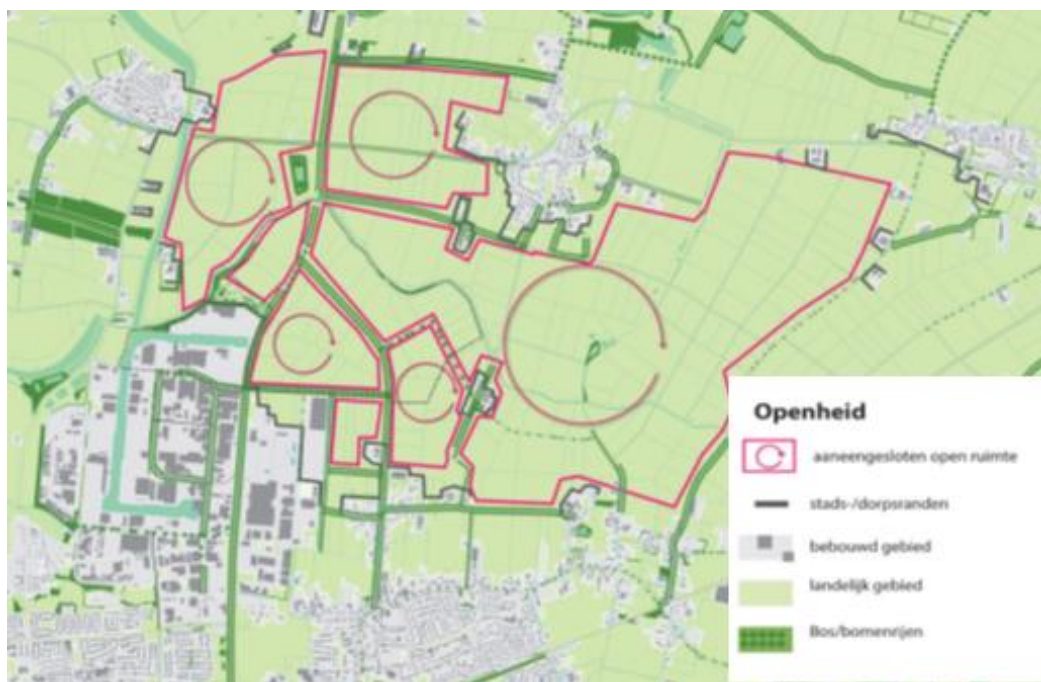 Openheid
aaneengesloten open ruimte
stads-/dorpsranden
bebouwd gebied
landelijk gebied
Bos/bomenrijen